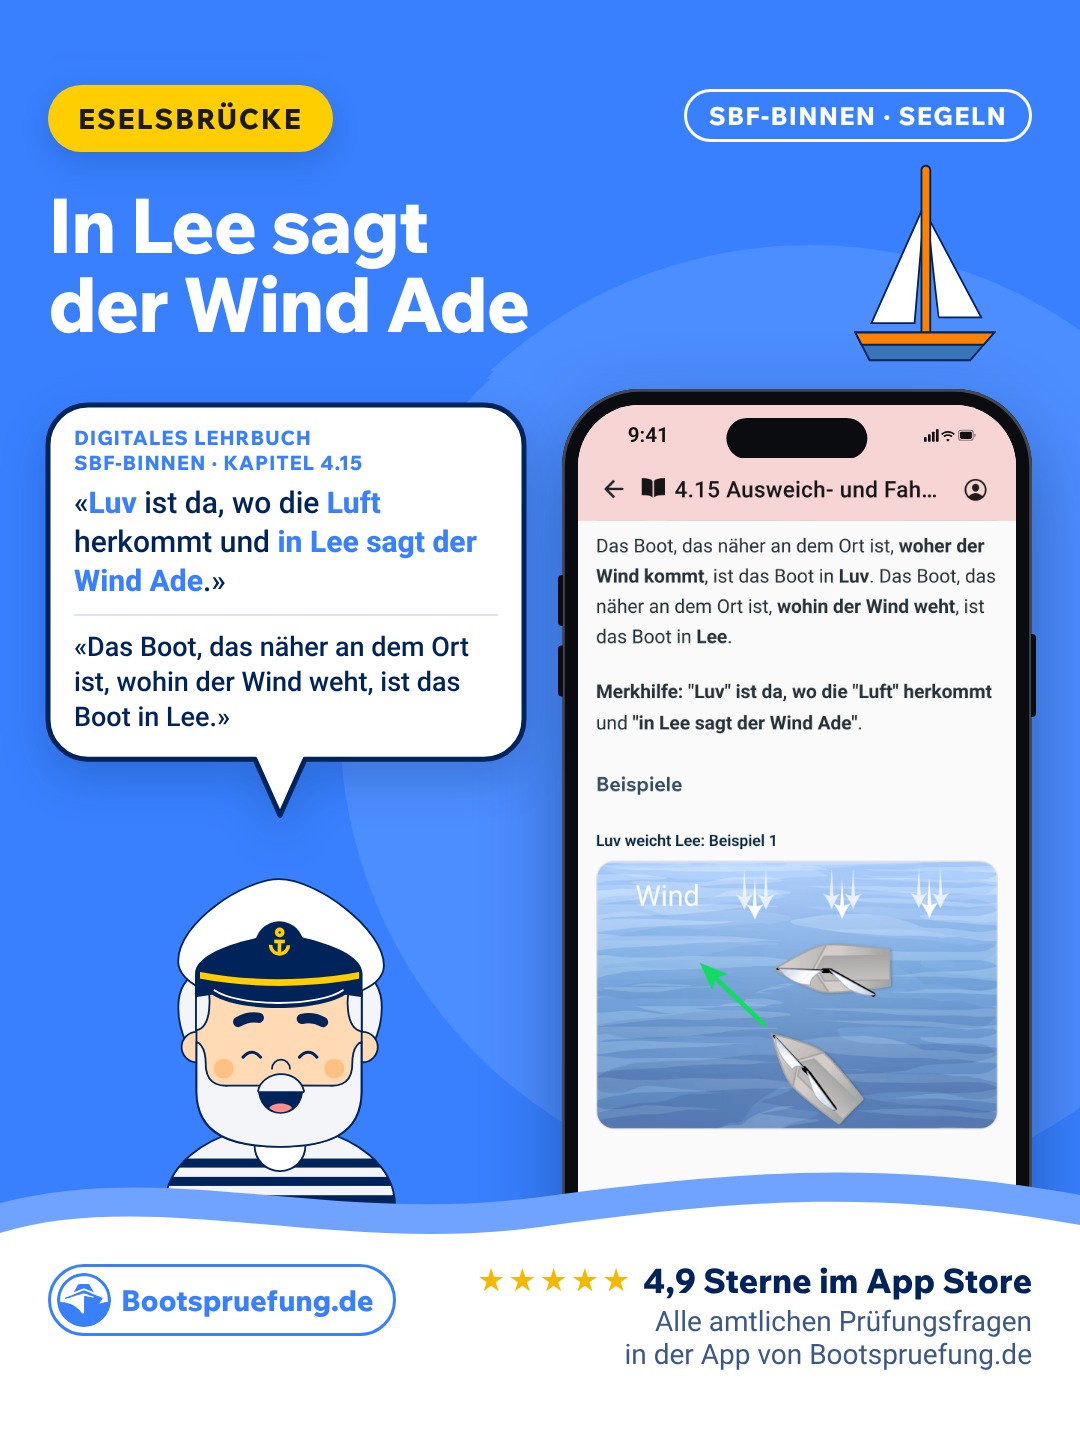 ESELSBRÜCKE
SBF-BINNEN · SEGELN
In Lee sagt
der Wind Ade
DIGITALES LEHRBUCH
SBF-BINNEN · KAPITEL 4.15
«Luv ist da, wo die Luft
herkommt und in Lee sagt der
Wind Ade.»
«Das Boot, das näher an dem Ort
ist, wohin der Wind weht, ist das
Boot in Lee.»
9:41
4.15 Ausweich- und Fah...
Das Boot, das näher an dem Ort ist, woher der
Wind kommt, ist das Boot in Luv. Das Boot, das
näher an dem Ort ist, wohin der Wind weht, ist
das Boot in Lee.
Merkhilfe: "Luv" ist da, wo die "Luft" herkommt
und "in Lee sagt der Wind Ade".
Beispiele
Luv weicht Lee: Beispiel 1
Wind
Bootspruefung.de
★★★★★ 4,9 Sterne im App Store
Alle amtlichen Prüfungsfragen
in der App von Bootspruefung.de